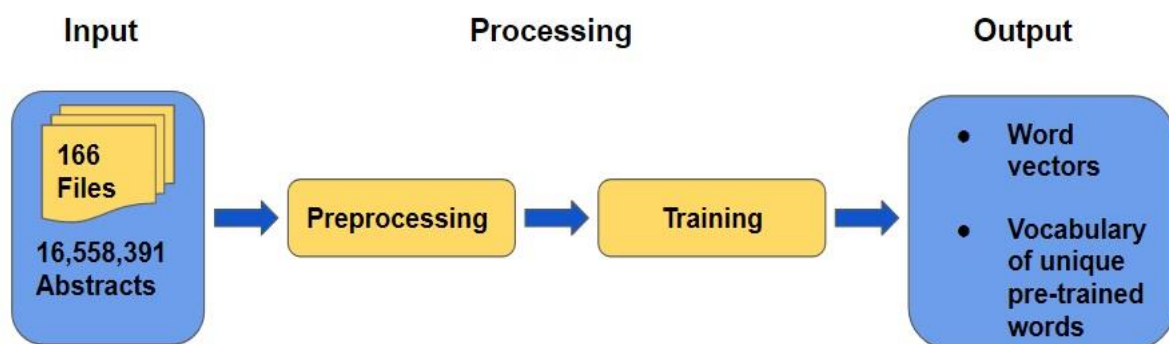 Input
Processing
Output
166
Files
16,558,391
Abstracts
Preprocessing
Training
● Word
vectors
● Vocabulary
of unique
pre-trained
words